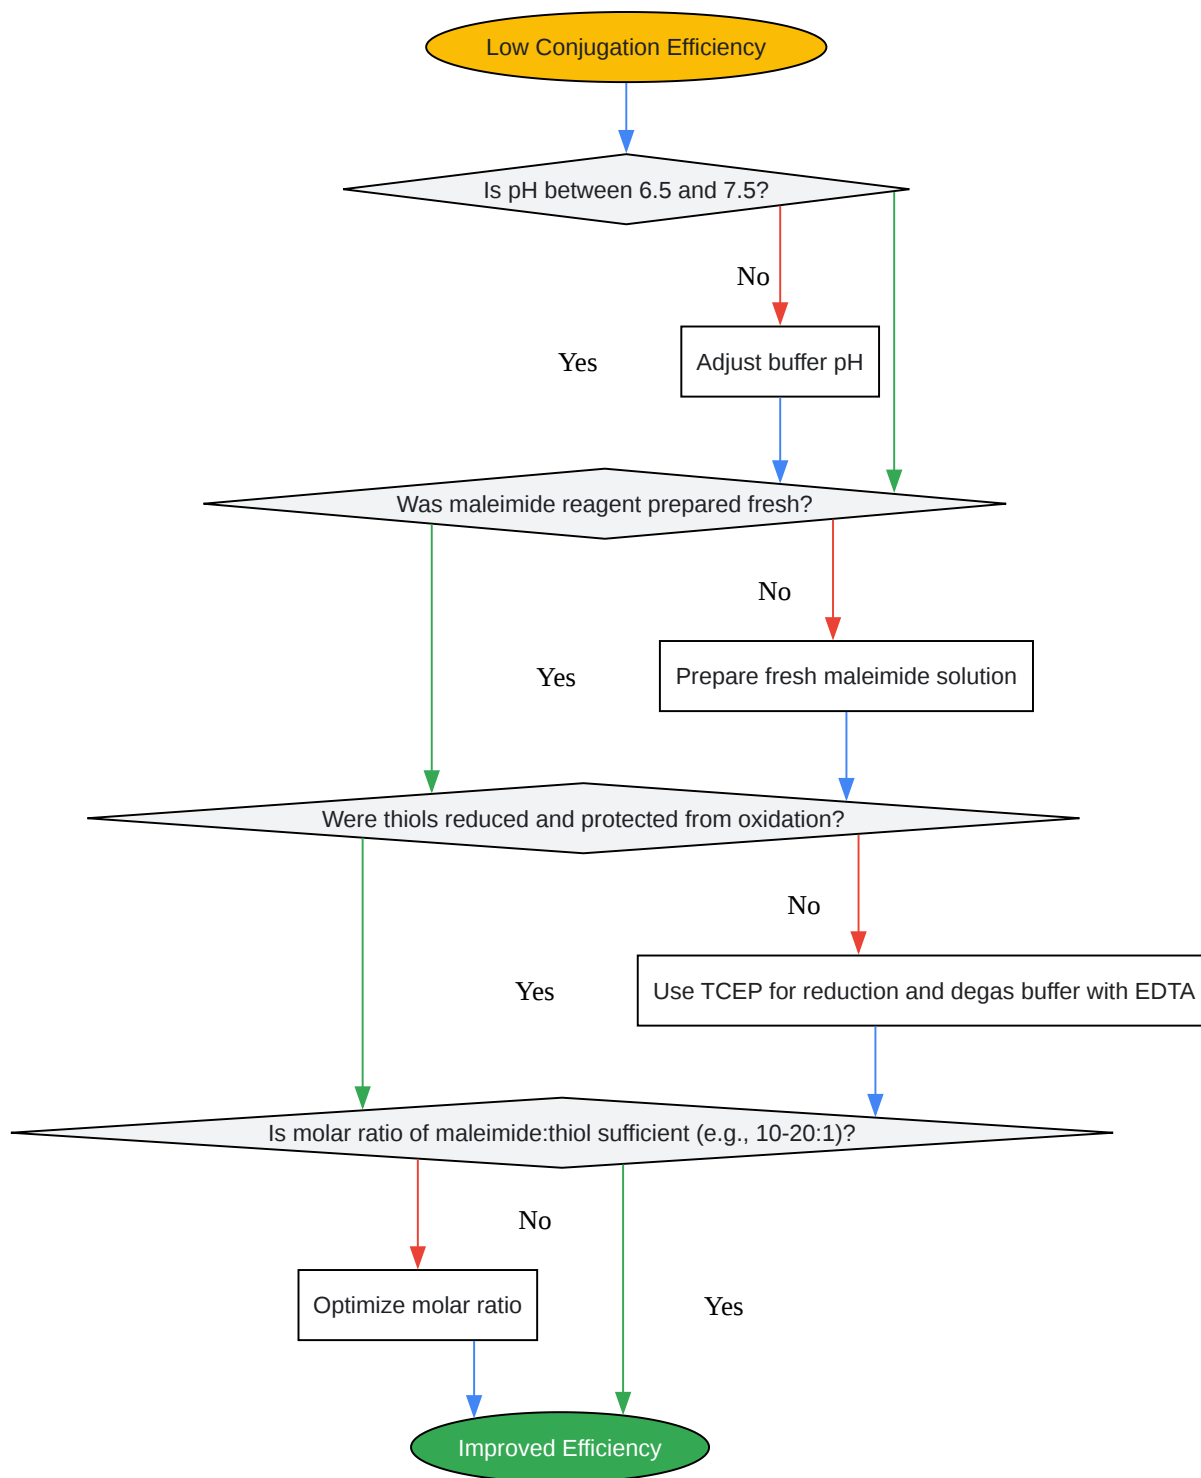 Low Conjugation Efficiency
Is pH between 6.5 and 7.5?
No
Yes
Adjust buffer pH
Was maleimide reagent prepared fresh?
No
Yes
Prepare fresh maleimide solution
Were thiols reduced and protected from oxidation?
No
Yes
Use TCEP for reduction and degas buffer with EDTA
Is molar ratio of maleimide:thiol sufficient (e.g., 10-20:1)?
No
Optimize molar ratio
Yes
Improved Efficiency